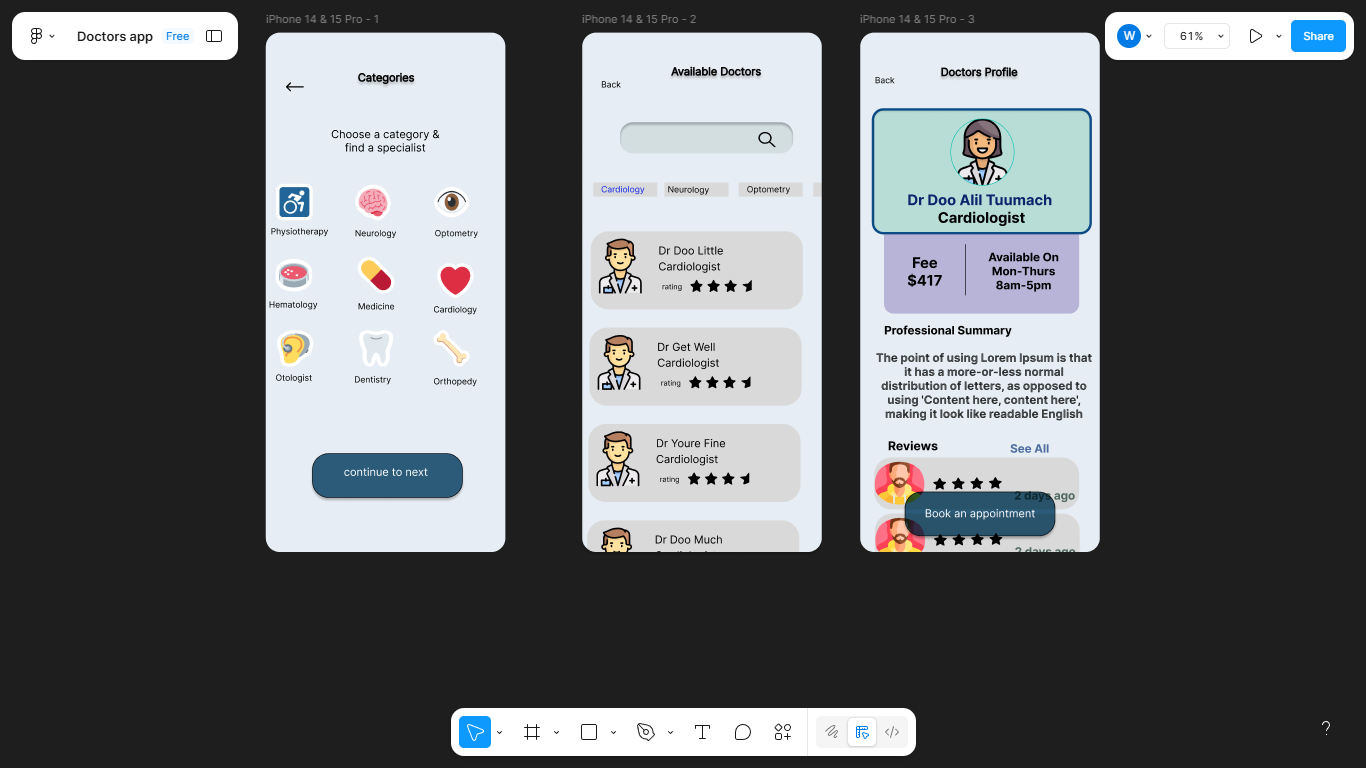 Doctors app Free
iPhone 14 & 15 Pro - 1
iPhone 14 & 15 Pro - 2
iPhone 14 & 15 Pro - 3
W
61%
Share
Categories
Choose a category &
find a specialist
Physiotherapy
Neurology
Optometry
Hematology
Medicine
Cardiology
Otologist
Dentistry
Orthopedy
continue to next
Available Doctors
Back
Cardiology
Neurology
Optometry
Dr Doo Little
Cardiologist
rating
Dr Get Well
Cardiologist
rating
Dr Youre Fine
Cardiologist
rating
Dr Doo Much
Doctors Profile
Back
Dr Doo Alil Tuumach
Cardiologist
Fee
$417
Available On
Mon-Thurs
8am-5pm
Professional Summary
The point of using Lorem Ipsum is that
it has a more-or-less normal
distribution of letters, as opposed to
using 'Content here, content here',
making it look like readable English
Reviews
See All
2 days ago
Book an appointment
2 days ago
?